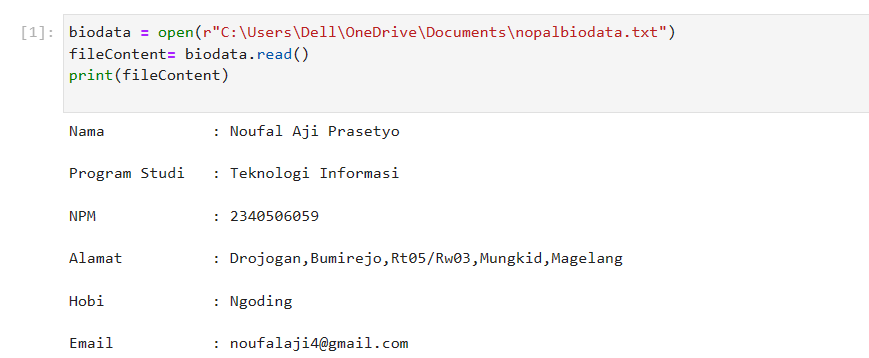 [1]: biodata = open(r"C:\Users\Dell\OneDrive\Documents\nopalbiodata.txt")
fileContent= biodata.read()
print(fileContent)
Nama : Noufal Aji Prasetyo
Program Studi : Teknologi Informasi
NPM : 2340506059
Alamat : Drojogan,Bumirejo,Rt05/Rw03,Mungkid,Magelang
Hobi : Ngoding
Email : noufalaji4@gmail.com